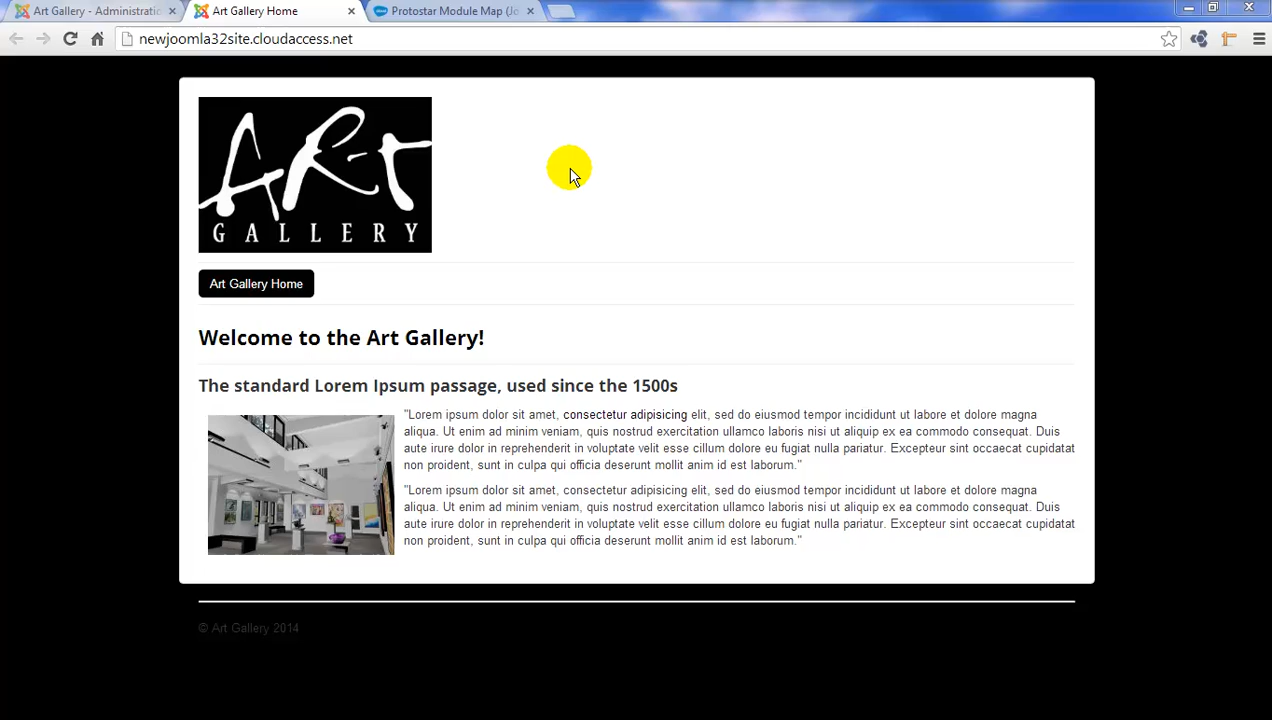 Art Gallery - Administratio
Art Gallery Home
Protostar Module Map (Jo
newjoomla32site.cloudaccess.net
ART
GALLERY
Art Gallery Home
Welcome to the Art Gallery!
The standard Lorem Ipsum passage, used since the 1500s
"Lorem ipsum dolor sit amet, consectetur adipisicing elit, sed do eiusmod tempor incididunt ut labore et dolore magna
aliqua. Ut enim ad minim veniam, quis nostrud exercitation ullamco laboris nisi ut aliquip ex ea commodo consequat. Duis
aute irure dolor in reprehenderit in voluptate velit esse cillum dolore eu fugiat nulla pariatur. Excepteur sint occaecat cupidatat
non proident, sunt in culpa qui officia deserunt mollit anim id est laborum."
"Lorem ipsum dolor sit amet, consectetur adipisicing elit, sed do eiusmod tempor incididunt ut labore et dolore magna
aliqua. Ut enim ad minim veniam, quis nostrud exercitation ullamco laboris nisi ut aliquip ex ea commodo consequat. Duis
aute irure dolor in reprehenderit in voluptate velit esse cillum dolore eu fugiat nulla pariatur. Excepteur sint occaecat cupidatat
non proident, sunt in culpa qui officia deserunt mollit anim id est laborum."
© Art Gallery 2014